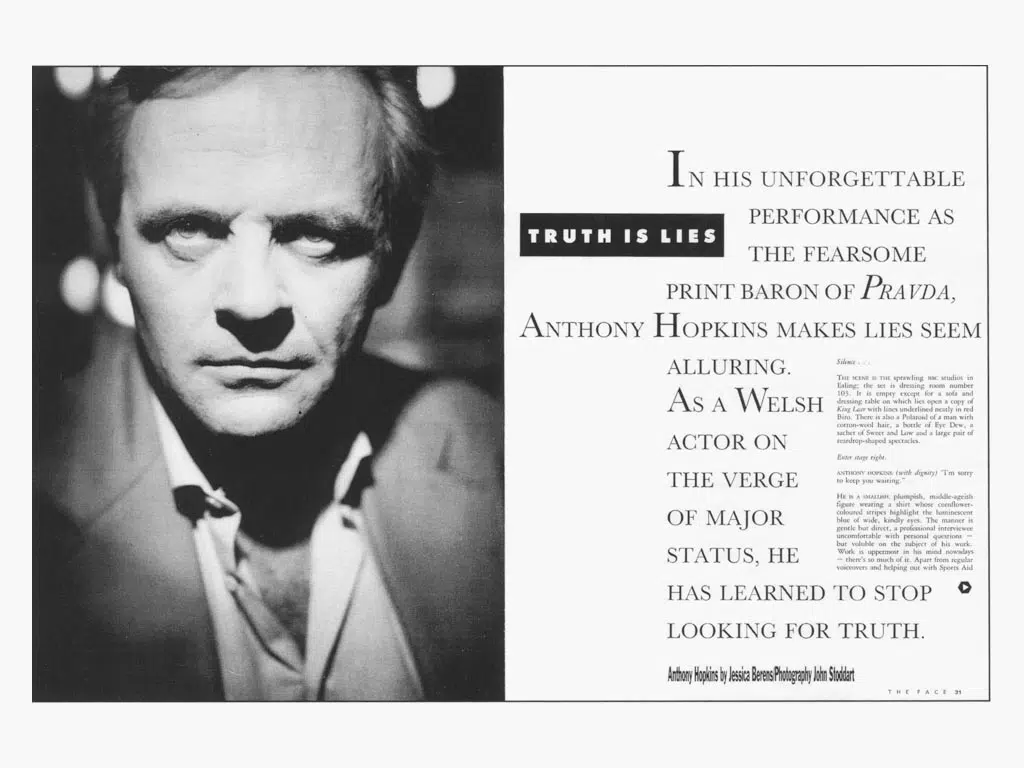 TRUTH IS LIES
IN HIS UNFORGETTABLE
PERFORMANCE AS
THE FEARSOME
PRINT BARON OF PRAVDA,
ANTHONY HOPKINS MAKES LIES SEEM
ALLURING.
AS A WELSH
ACTOR ON
THE VERGE
OF MAJOR
STATUS, HE
HAS LEARNED TO STOP
LOOKING FOR TRUTH.
Silence . . .
THE SCENE IS THE sprawling BBC studios in
Ealing; the set is dressing room number
103. It is empty except for a sofa and
dressing table on which lies open a copy of
King Lear with lines underlined neatly in red
Biro. There is also a Polaroid of a man with
cotton-wool hair, a bottle of Eye Dew, a
sachet of Sweet and Low and a large pair of
teardrop-shaped spectacles.
Enter stage right.
ANTHONY HOPKINS (with dignity) "I'm sorry
to keep you waiting."
HE IS A SMALLISH, plumpish, middle-ageish
figure wearing a shirt whose cornflower-
coloured stripes highlight the luminescent
blue of wide, kindly eyes. The manner is
gentle but direct, a professional interviewee
uncomfortable with personal questions —
but voluble on the subject of his work.
Work is uppermost in his mind nowadays
— there's so much of it. Apart from regular
voiceovers and helping out with Sports Aid
Anthony Hopkins by Jessica Berens/Photography John Stoddart
THE FACE 21